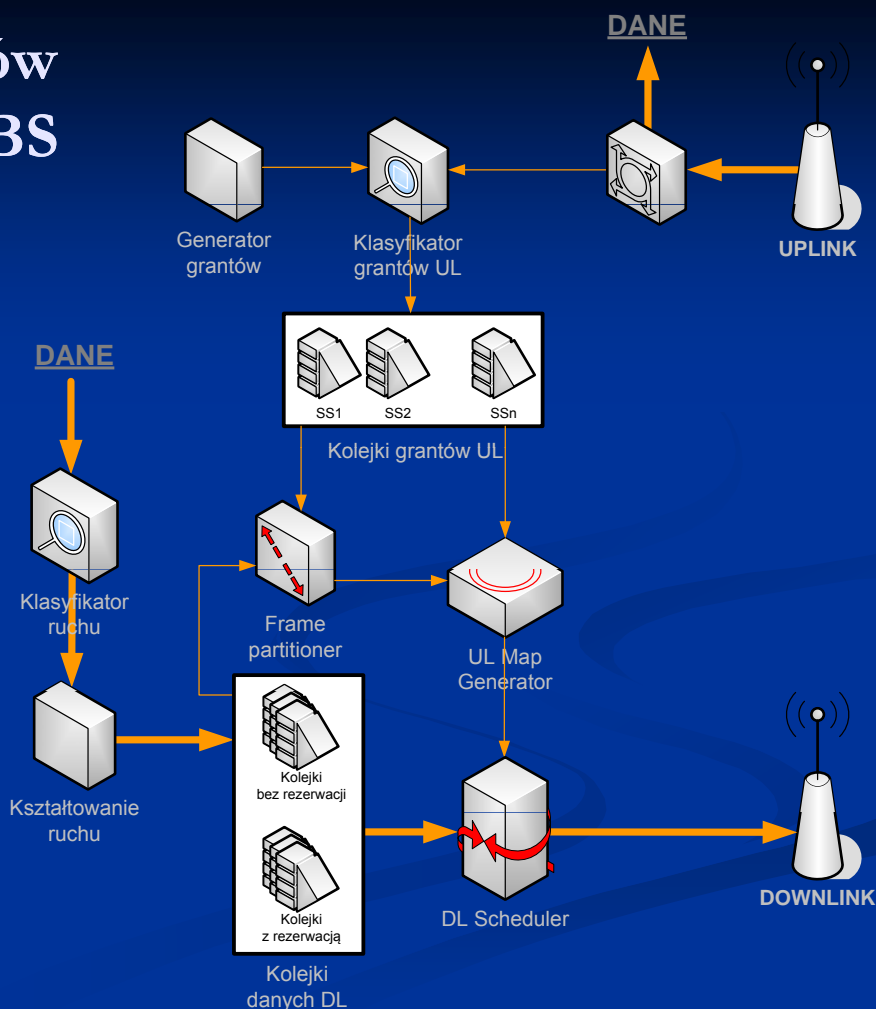 BS
DANE
UPLINK
Generator
grantów
Klasyfikator
grantów UL
SS1
SS2
SSn
Kolejki grantów UL
DANE
Klasyfikator
ruchu
Frame
partitioner
UL Map
Generator
Kształtowanie
ruchu
Kolejki
bez rezerwacji
Kolejki
z rezerwacją
Kolejki
danych DL
DL Scheduler
DOWNLINK